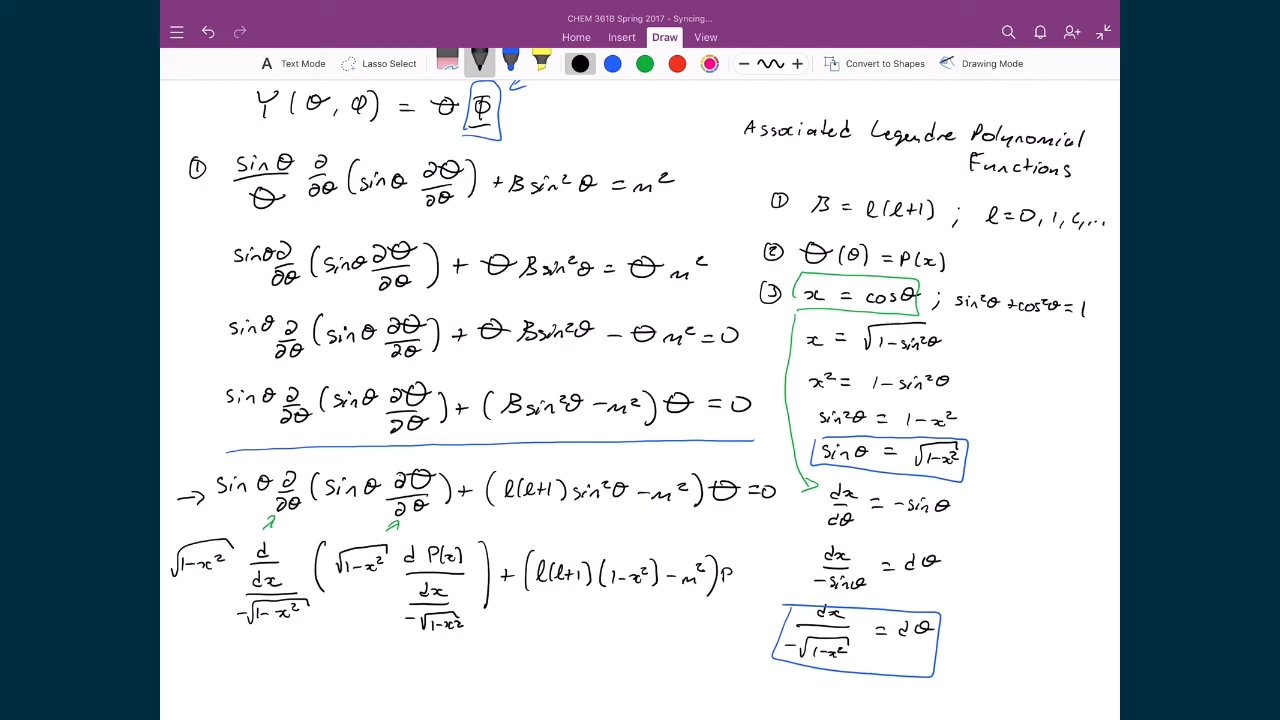 CHEM 361B Spring 2017 - Syncing...
Home Insert Draw View
A Text Mode Lasso Select Convert to Shapes Drawing Mode
Y(θ, φ) = Θ Φ
① sinθ/Θ ∂/∂θ (sinθ ∂Θ/∂θ) + B sin²θ = m²
sinθ ∂/∂θ (sinθ ∂Θ/∂θ) + Θ B sin²θ = Θ m²
sinθ ∂/∂θ (sinθ ∂Θ/∂θ) + Θ B sin²θ − Θ m² = 0
sinθ ∂/∂θ (sinθ ∂Θ/∂θ) + (B sin²θ − m²) Θ = 0
→ sinθ ∂/∂θ (sinθ ∂Θ/∂θ) + (l(l+1) sin²θ − m²) Θ = 0
√(1−x²) d/(dx/−√(1−x²)) (√(1−x²) dP(x)/(dx/−√(1−x²))) + (l(l+1)(1−x²) − m²) P
Associated Legendre Polynomial
Functions
① B = l(l+1) ; l = 0, 1, 2, ...
② Θ(θ) = P(x)
③ x = cosθ ; sin²θ + cos²θ = 1
x = √(1−sin²θ)
x² = 1−sin²θ
sin²θ = 1−x²
sinθ = √(1−x²)
dx/dθ = −sinθ
dx/−sinθ = dθ
dx/−√(1−x²) = dθ